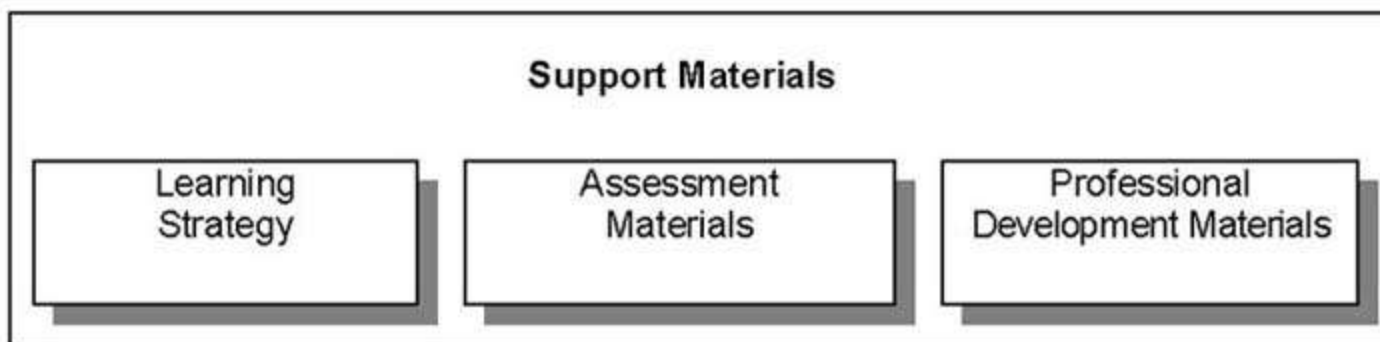 Support Materials
Learning
Strategy
Assessment
Materials
Professional
Development Materials